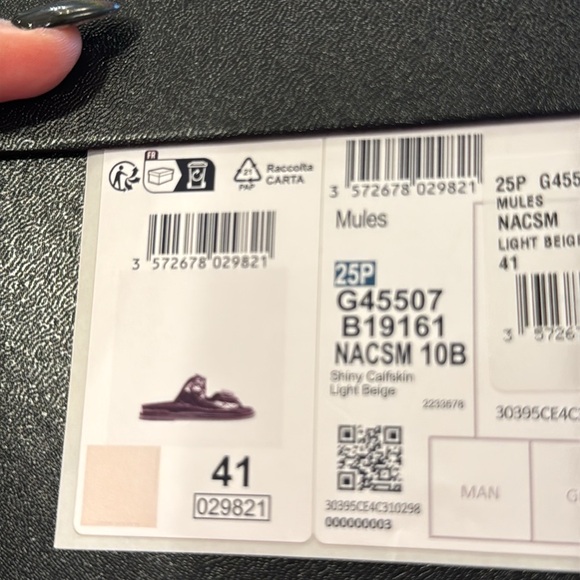 FR
21
PAP
Raccolta
CARTA
3 572678 029821
41
029821
3 572678 029821
Mules
25P
G45507
B19161
NACSM 10B
Shiny Calfskin
Light Beige
2233678
30395CE4C310298
000000003
25P G455
MULES
NACSM
LIGHT BEIGE
41
3 5726
30395CE4C
MAN
G